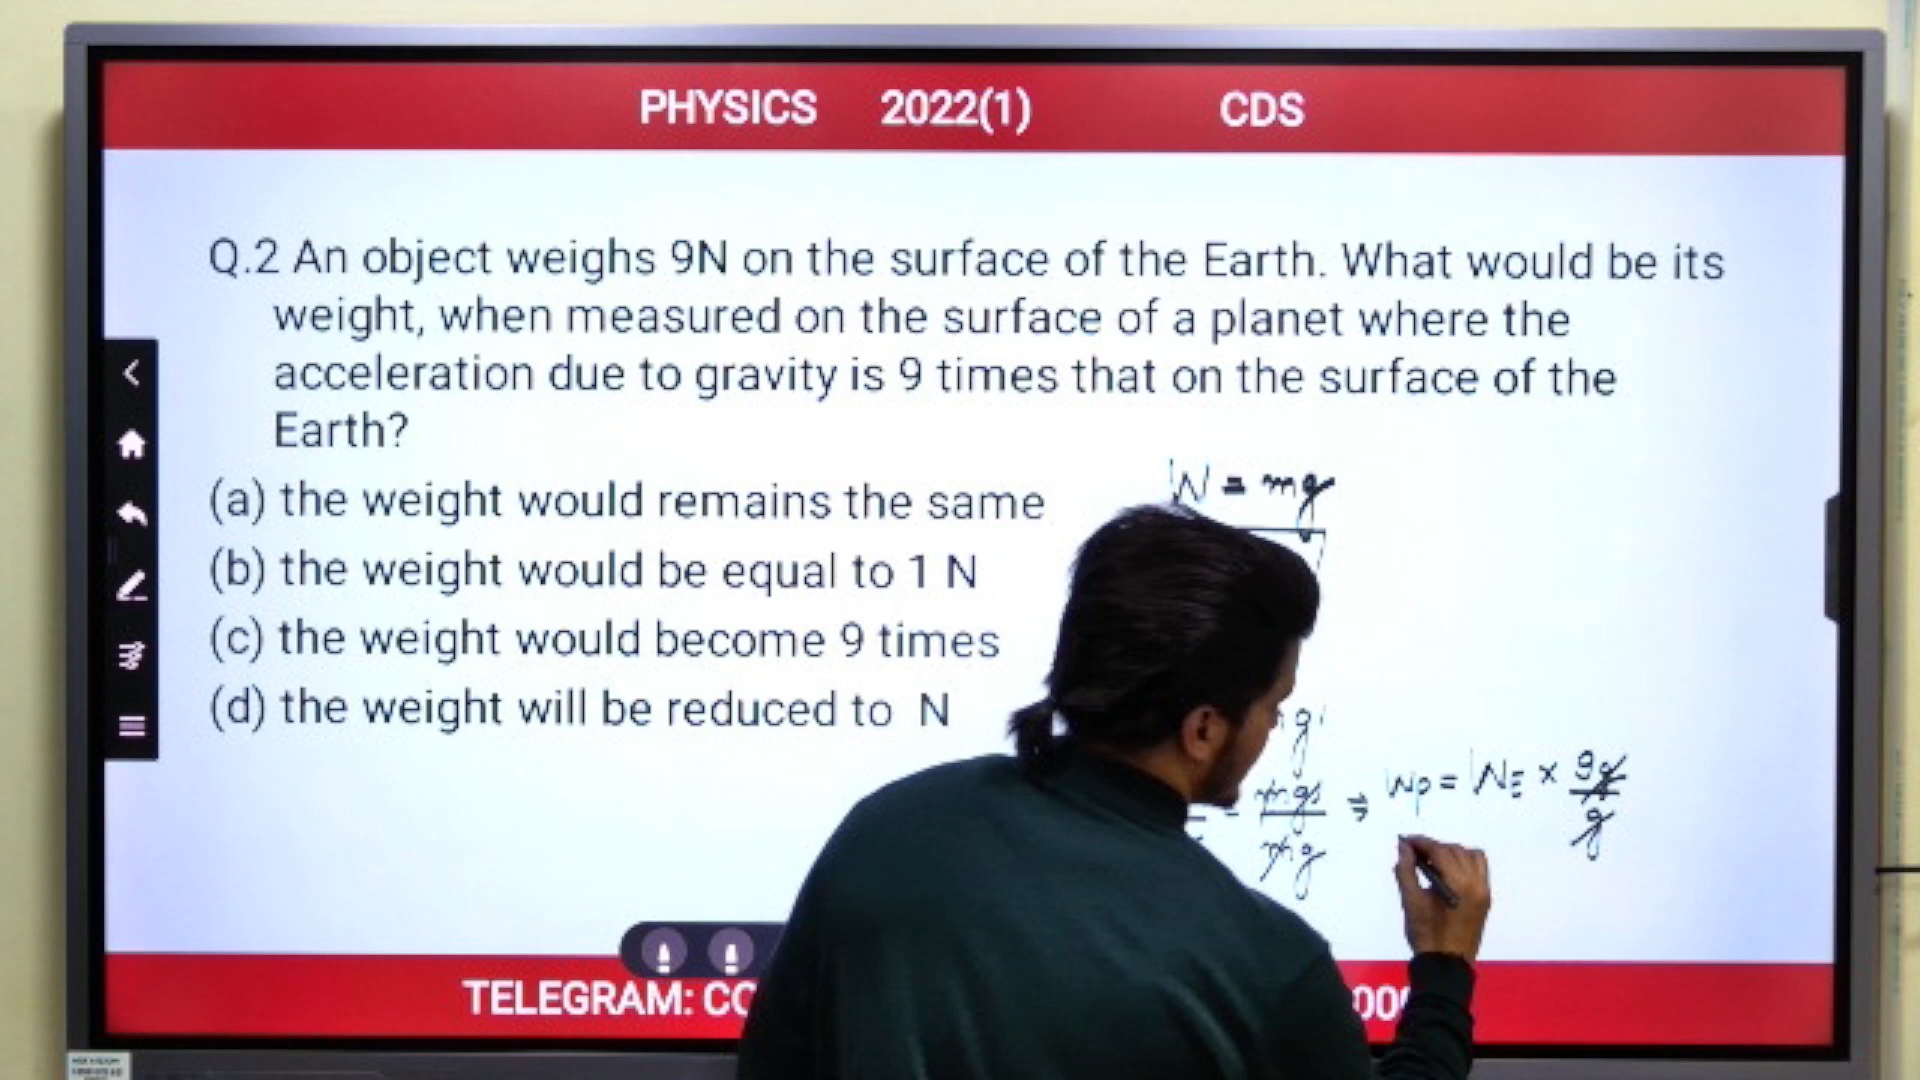 PHYSICS 2022(1) CDS
Q.2 An object weighs 9N on the surface of the Earth. What would be its
weight, when measured on the surface of a planet where the
acceleration due to gravity is 9 times that on the surface of the
Earth?
(a) the weight would remains the same
(b) the weight would be equal to 1 N
(c) the weight would become 9 times
(d) the weight will be reduced to N
W = mg
⇒ Wp = WE × 9g/g
TELEGRAM: